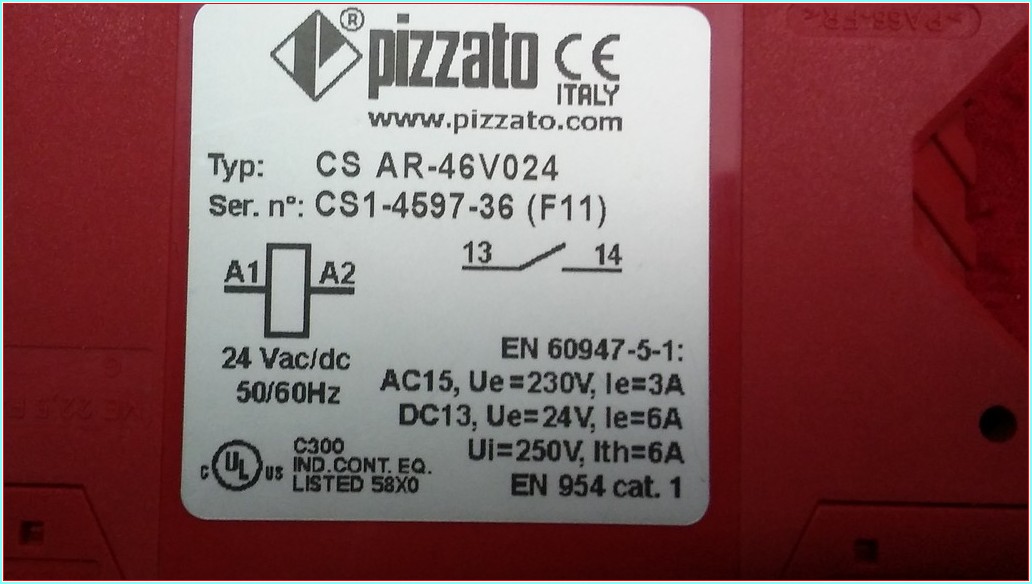 ® pizzato CE
ITALY
www.pizzato.com
Typ: CS AR-46V024
Ser. n°: CS1-4597-36 (F11)
13 14
A1 A2
24 Vac/dc
50/60Hz
EN 60947-5-1:
AC15, Ue=230V, Ie=3A
DC13, Ue=24V, Ie=6A
Ui=250V, Ith=6A
EN 954 cat. 1
C UL US
C300
IND.CONT. EQ.
LISTED 58X0